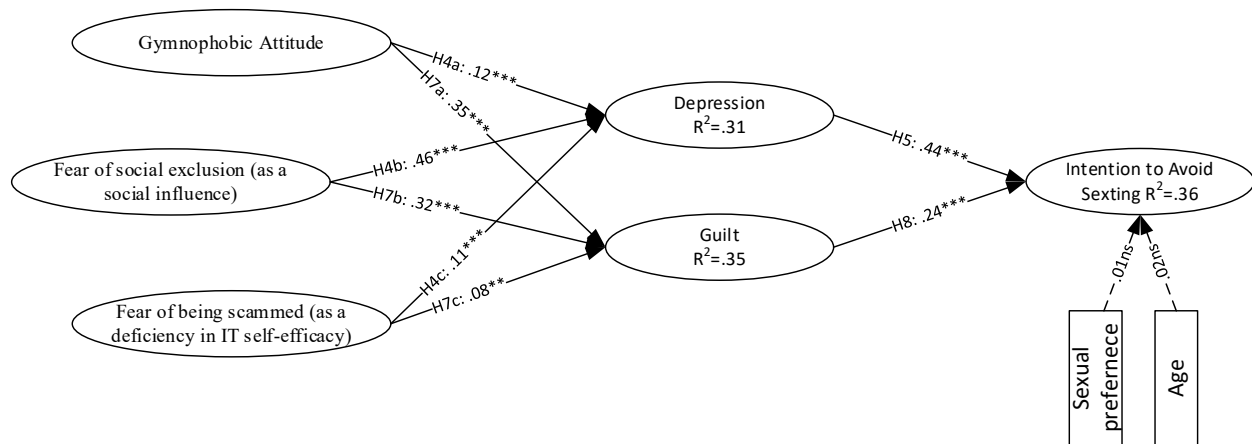 Gymnophobic Attitude
H4a: .12***
H7a: .35***
Depression
R²=.31
H5: .44***
Fear of social exclusion (as a
social influence)
H4b: .46***
H7b: .32***
Intention to Avoid
Sexting R²=.36
H4c: .11***
Guilt
R²=.35
H8: .24***
Fear of being scammed (as a
deficiency in IT self-efficacy)
H7c: .08**
.01ns
.02ns
Sexual
prefernece
Age